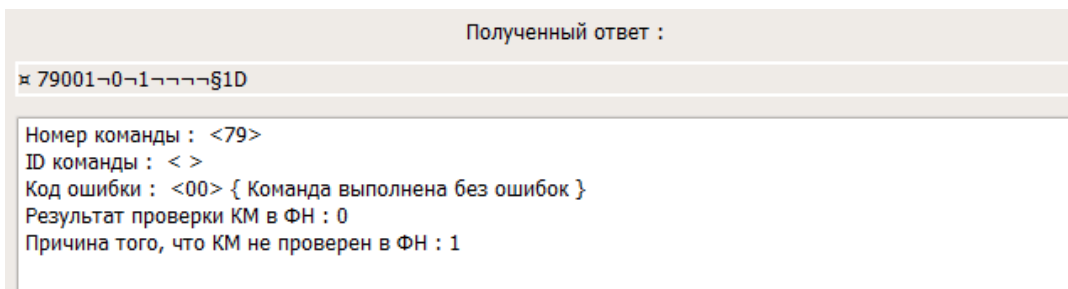 Полученный ответ :
¤ 79001¬0¬1¬¬¬¬§1D
Номер команды : <79>
ID команды : < >
Код ошибки : <00> { Команда выполнена без ошибок }
Результат проверки КМ в ФН : 0
Причина того, что КМ не проверен в ФН : 1